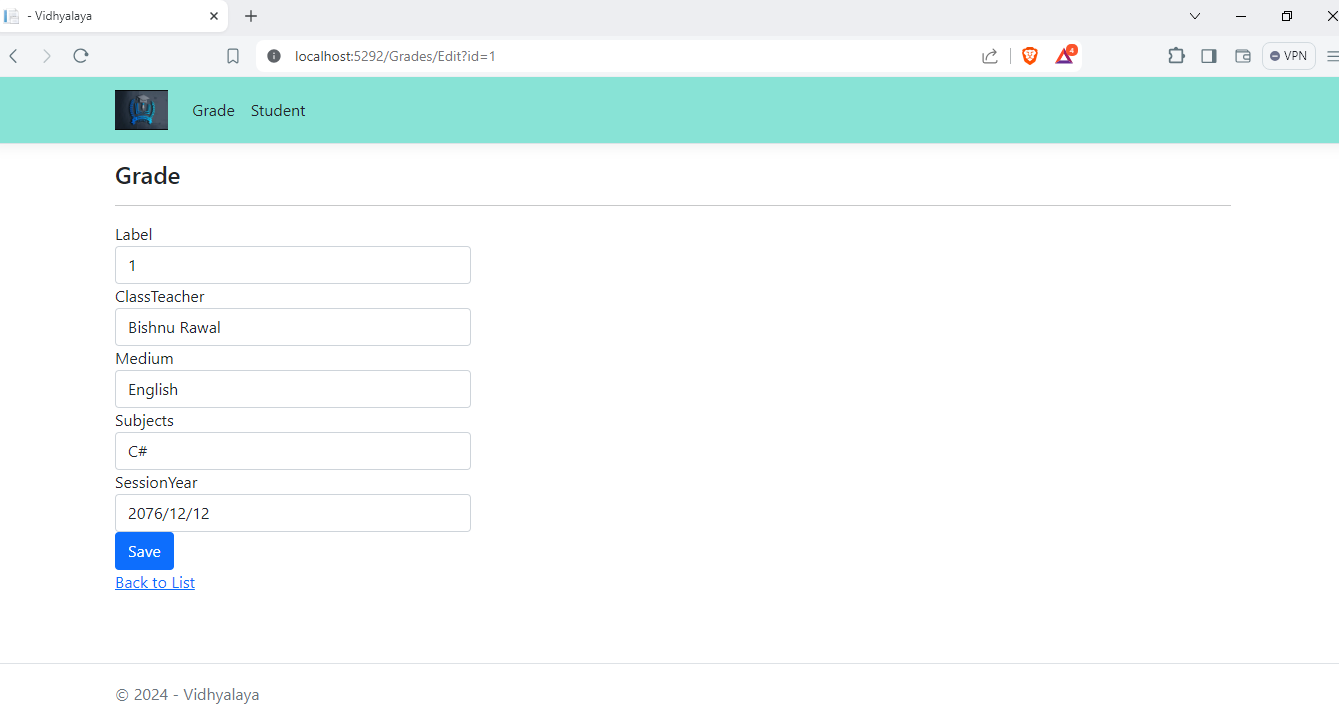 - Vidhyalaya
localhost:5292/Grades/Edit?id=1
4
VPN
Grade Student
Grade
Label
1
ClassTeacher
Bishnu Rawal
Medium
English
Subjects
C#
SessionYear
2076/12/12
Save
Back to List
© 2024 - Vidhyalaya